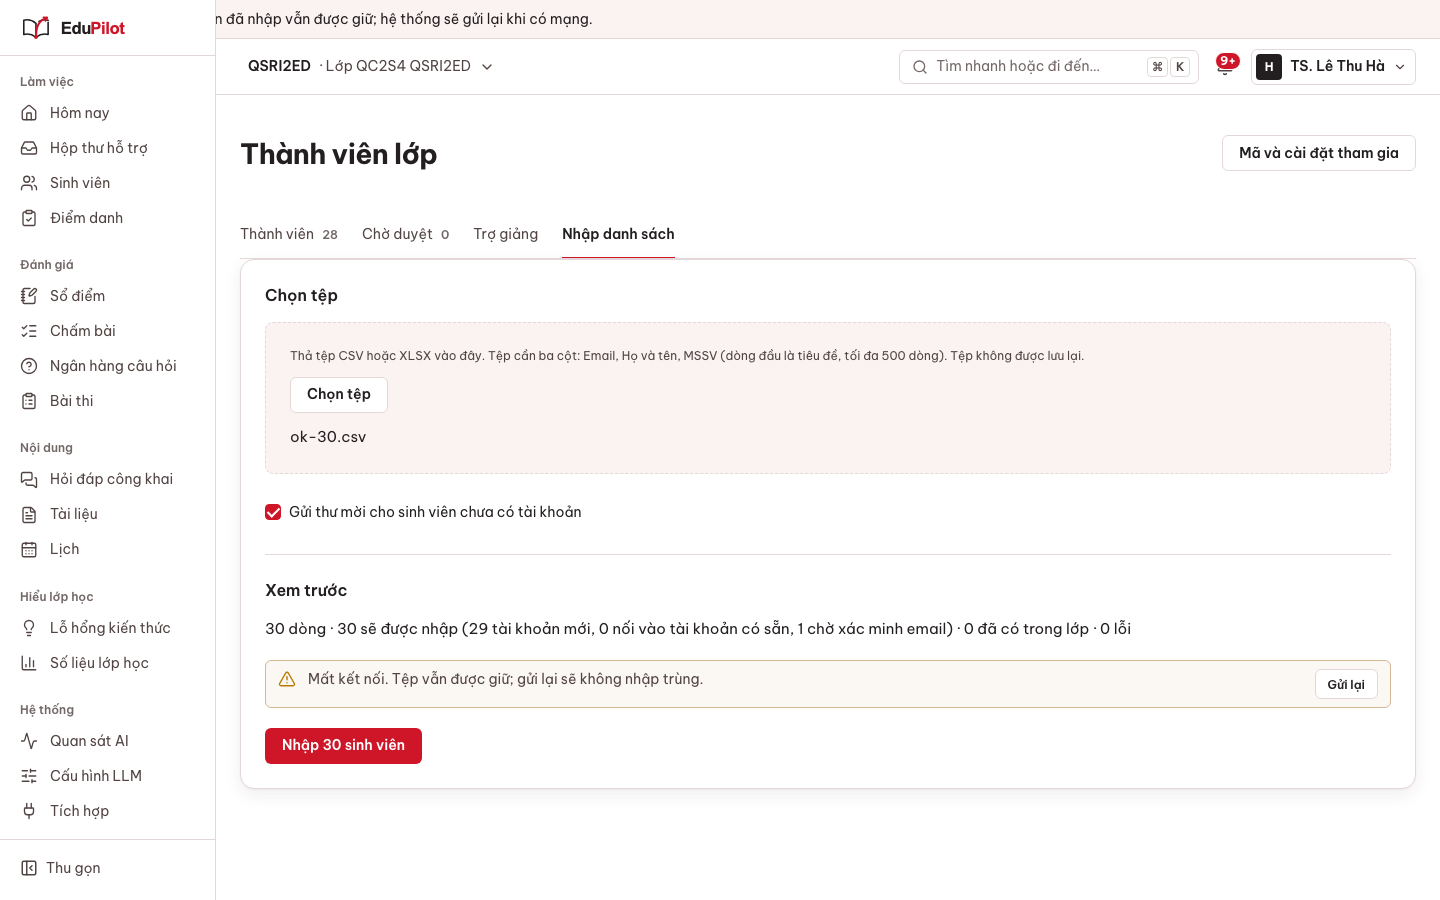 EduPilot
đã nhập vẫn được giữ; hệ thống sẽ gửi lại khi có mạng.
QSRI2ED · Lớp QC2S4 QSRI2ED
Tìm nhanh hoặc đi đến...
⌘ K
9+
H TS. Lê Thu Hà
Làm việc
Hôm nay
Hộp thư hỗ trợ
Sinh viên
Điểm danh
Đánh giá
Sổ điểm
Chấm bài
Ngân hàng câu hỏi
Bài thi
Nội dung
Hỏi đáp công khai
Tài liệu
Lịch
Hiểu lớp học
Lỗ hổng kiến thức
Số liệu lớp học
Hệ thống
Quan sát AI
Cấu hình LLM
Tích hợp
Thu gọn
Thành viên lớp
Mã và cài đặt tham gia
Thành viên 28
Chờ duyệt 0
Trợ giảng
Nhập danh sách
Chọn tệp
Thả tệp CSV hoặc XLSX vào đây. Tệp cần ba cột: Email, Họ và tên, MSSV (dòng đầu là tiêu đề, tối đa 500 dòng). Tệp không được lưu lại.
Chọn tệp
ok-30.csv
Gửi thư mời cho sinh viên chưa có tài khoản
Xem trước
30 dòng · 30 sẽ được nhập (29 tài khoản mới, 0 nối vào tài khoản có sẵn, 1 chờ xác minh email) · 0 đã có trong lớp · 0 lỗi
Mất kết nối. Tệp vẫn được giữ; gửi lại sẽ không nhập trùng.
Gửi lại
Nhập 30 sinh viên